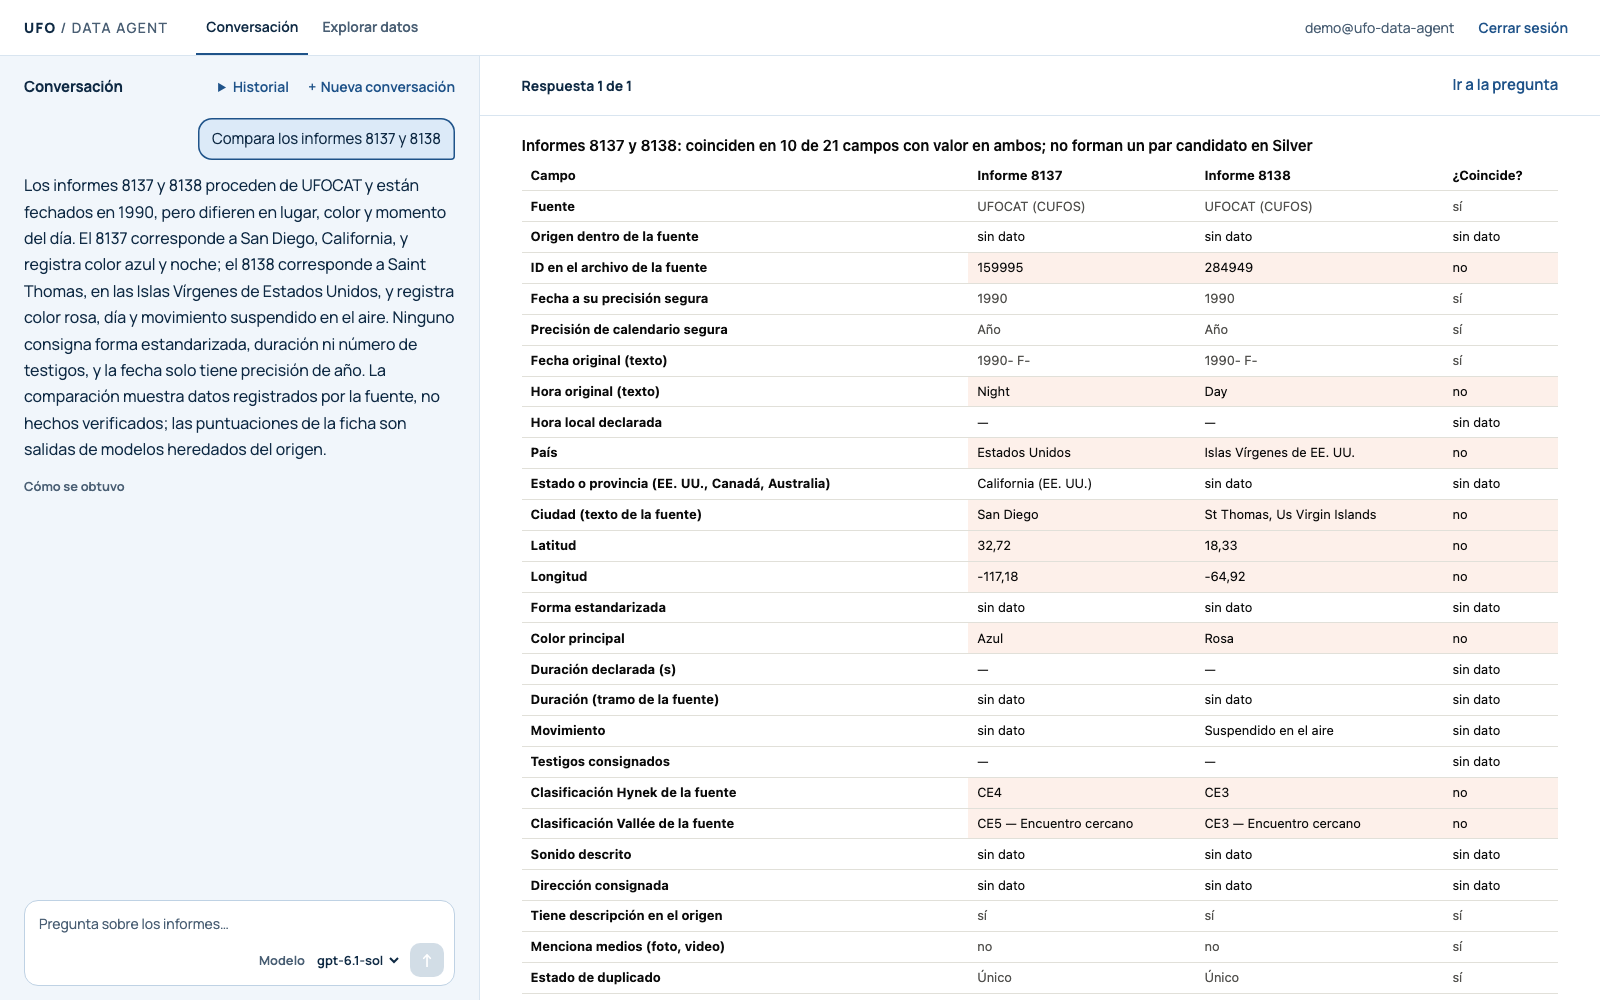 UFO / DATA AGENT
Conversación
Explorar datos
demo@ufo-data-agent
Cerrar sesión
Conversación
▶ Historial
+ Nueva conversación
Compara los informes 8137 y 8138
Los informes 8137 y 8138 proceden de UFOCAT y están
fechados en 1990, pero difieren en lugar, color y momento
del día. El 8137 corresponde a San Diego, California, y
registra color azul y noche; el 8138 corresponde a Saint
Thomas, en las Islas Vírgenes de Estados Unidos, y registra
color rosa, día y movimiento suspendido en el aire. Ninguno
consigna forma estandarizada, duración ni número de
testigos, y la fecha solo tiene precisión de año. La
comparación muestra datos registrados por la fuente, no
hechos verificados; las puntuaciones de la ficha son
salidas de modelos heredados del origen.
Cómo se obtuvo
Pregunta sobre los informes…
Modelo gpt-6.1-sol
Respuesta 1 de 1
Ir a la pregunta
Informes 8137 y 8138: coinciden en 10 de 21 campos con valor en ambos; no forman un par candidato en Silver
Campo Informe 8137 Informe 8138 ¿Coincide?
Fuente UFOCAT (CUFOS) UFOCAT (CUFOS) sí
Origen dentro de la fuente sin dato sin dato sin dato
ID en el archivo de la fuente 159995 284949 no
Fecha a su precisión segura 1990 1990 sí
Precisión de calendario segura Año Año sí
Fecha original (texto) 1990- F- 1990- F- sí
Hora original (texto) Night Day no
Hora local declarada — — sin dato
País Estados Unidos Islas Vírgenes de EE. UU. no
Estado o provincia (EE. UU., Canadá, Australia) California (EE. UU.) sin dato sin dato
Ciudad (texto de la fuente) San Diego St Thomas, Us Virgin Islands no
Latitud 32,72 18,33 no
Longitud -117,18 -64,92 no
Forma estandarizada sin dato sin dato sin dato
Color principal Azul Rosa no
Duración declarada (s) — — sin dato
Duración (tramo de la fuente) sin dato sin dato sin dato
Movimiento sin dato Suspendido en el aire sin dato
Testigos consignados — — sin dato
Clasificación Hynek de la fuente CE4 CE3 no
Clasificación Vallée de la fuente CE5 — Encuentro cercano CE3 — Encuentro cercano no
Sonido descrito sin dato sin dato sin dato
Dirección consignada sin dato sin dato sin dato
Tiene descripción en el origen sí sí sí
Menciona medios (foto, video) no no sí
Estado de duplicado Único Único sí